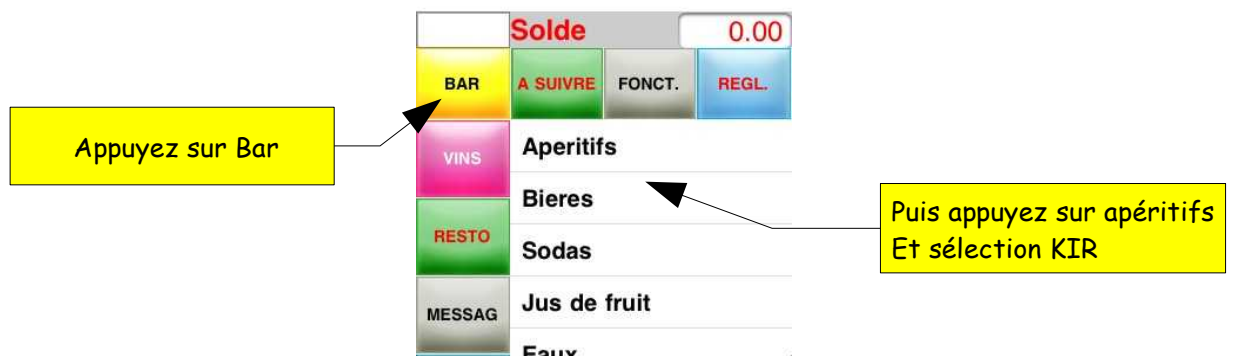 Solde 0.00
BAR A SUIVRE FONCT. REGL.
Appuyez sur Bar
VINS
Aperitifs
Bieres
Puis appuyez sur apéritifs
Et sélection KIR
RESTO
Sodas
MESSAG
Jus de fruit
Eaux